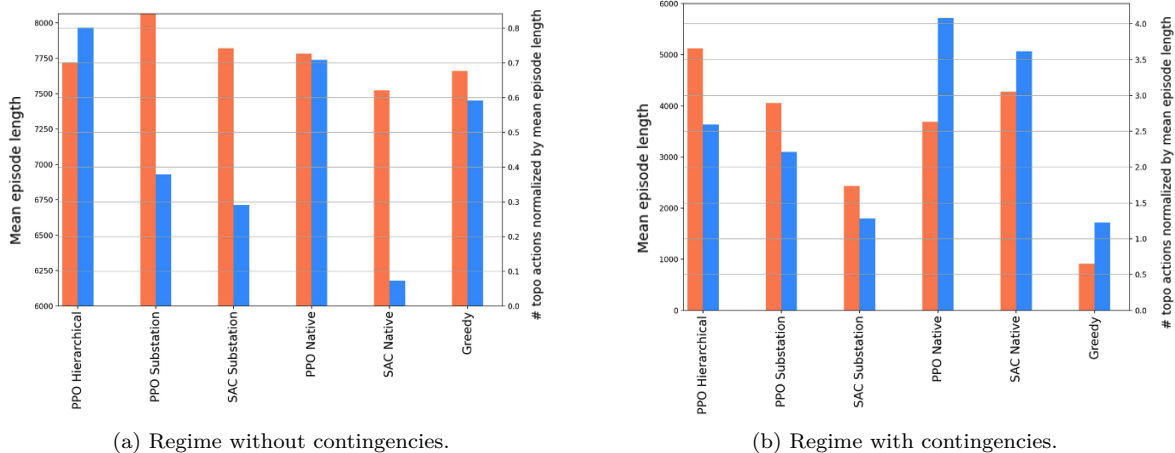 8000
7750
7500
7250
7000
6750
6500
6250
6000
Mean episode length
0.8
0.7
0.6
0.5
0.4
0.3
0.2
0.1
0.0
# topo actions normalized by mean episode length
PPO Hierarchical
PPO Substation
SAC Substation
PPO Native
SAC Native
Greedy
(a) Regime without contingencies.
6000
5000
4000
3000
2000
1000
0
Mean episode length
4.0
3.5
3.0
2.5
2.0
1.5
1.0
0.5
0.0
# topo actions normalized by mean episode length
PPO Hierarchical
PPO Substation
SAC Substation
PPO Native
SAC Native
Greedy
(b) Regime with contingencies.